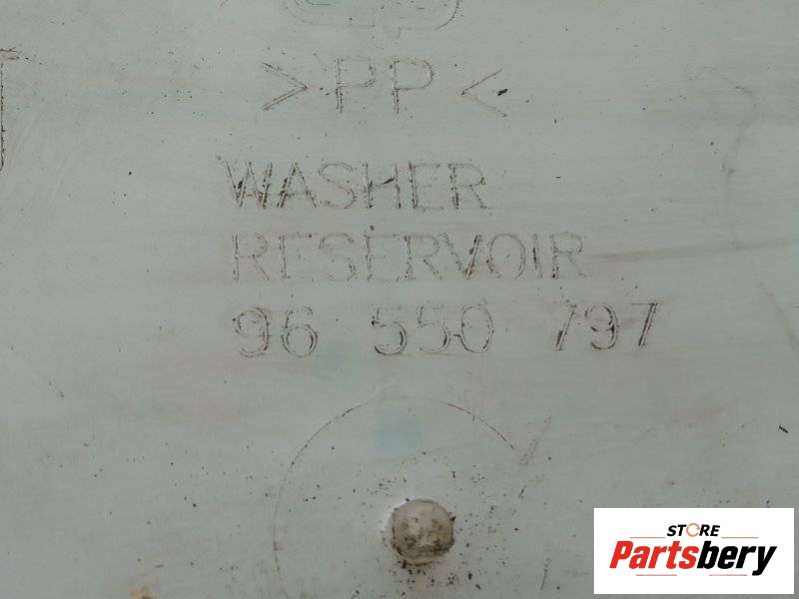 >PP<
WASHER
RESERVOIR
96 550 797
STORE
Partsbery